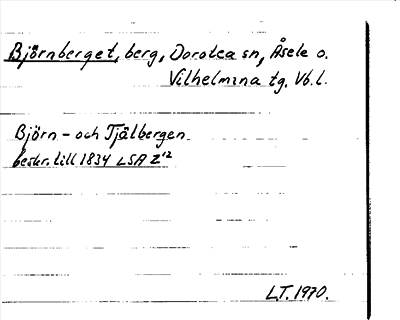 Björnberget, berg, Dorotea sn, Åsele o.
Vilhelmina tg. Vb. l.
Björn - och Tjälbergen
beskr. till 1834 LSA Z¹²
LT. 1970.